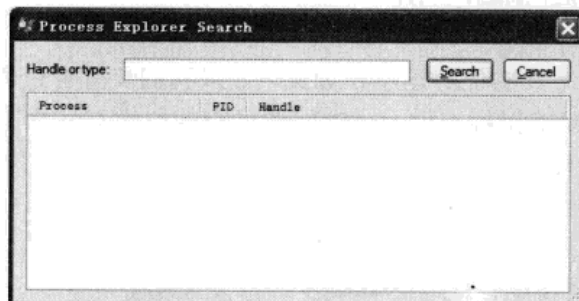 Process Explorer Search
Handle or type: Search Cancel
Process PID Handle